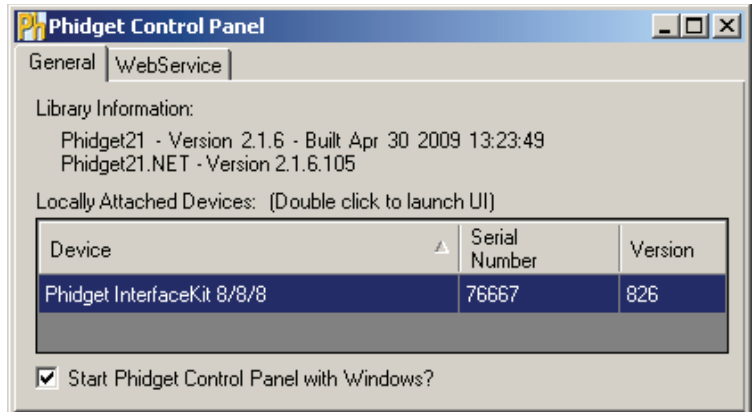 Ph Phidget Control Panel
General WebService
Library Information:
Phidget21 - Version 2.1.6 - Built Apr 30 2009 13:23:49
Phidget21.NET - Version 2.1.6.105
Locally Attached Devices: (Double click to launch UI)
Device Serial Number Version
Phidget InterfaceKit 8/8/8 76667 826
Start Phidget Control Panel with Windows?